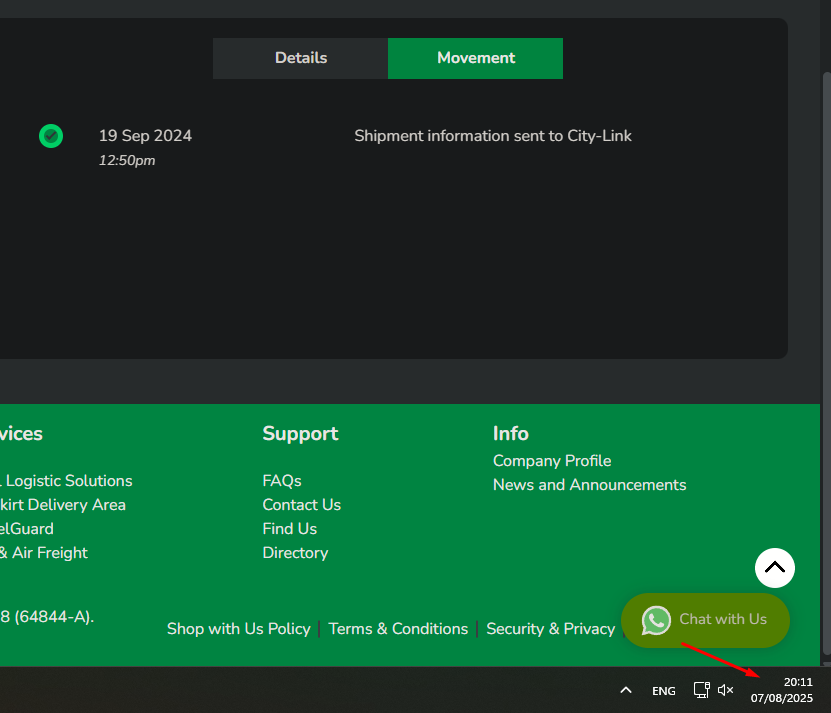 Details
Movement
19 Sep 2024
Shipment information sent to City-Link
12:50pm
vices
Support
Info
Company Profile
News and Announcements
Logistic Solutions
FAQs
kirt Delivery Area
Contact Us
elGuard
Find Us
& Air Freight
Directory
8 (64844-A).
Shop with Us Policy | Terms & Conditions | Security & Privacy
Chat with Us
ENG
20:11
07/08/2025